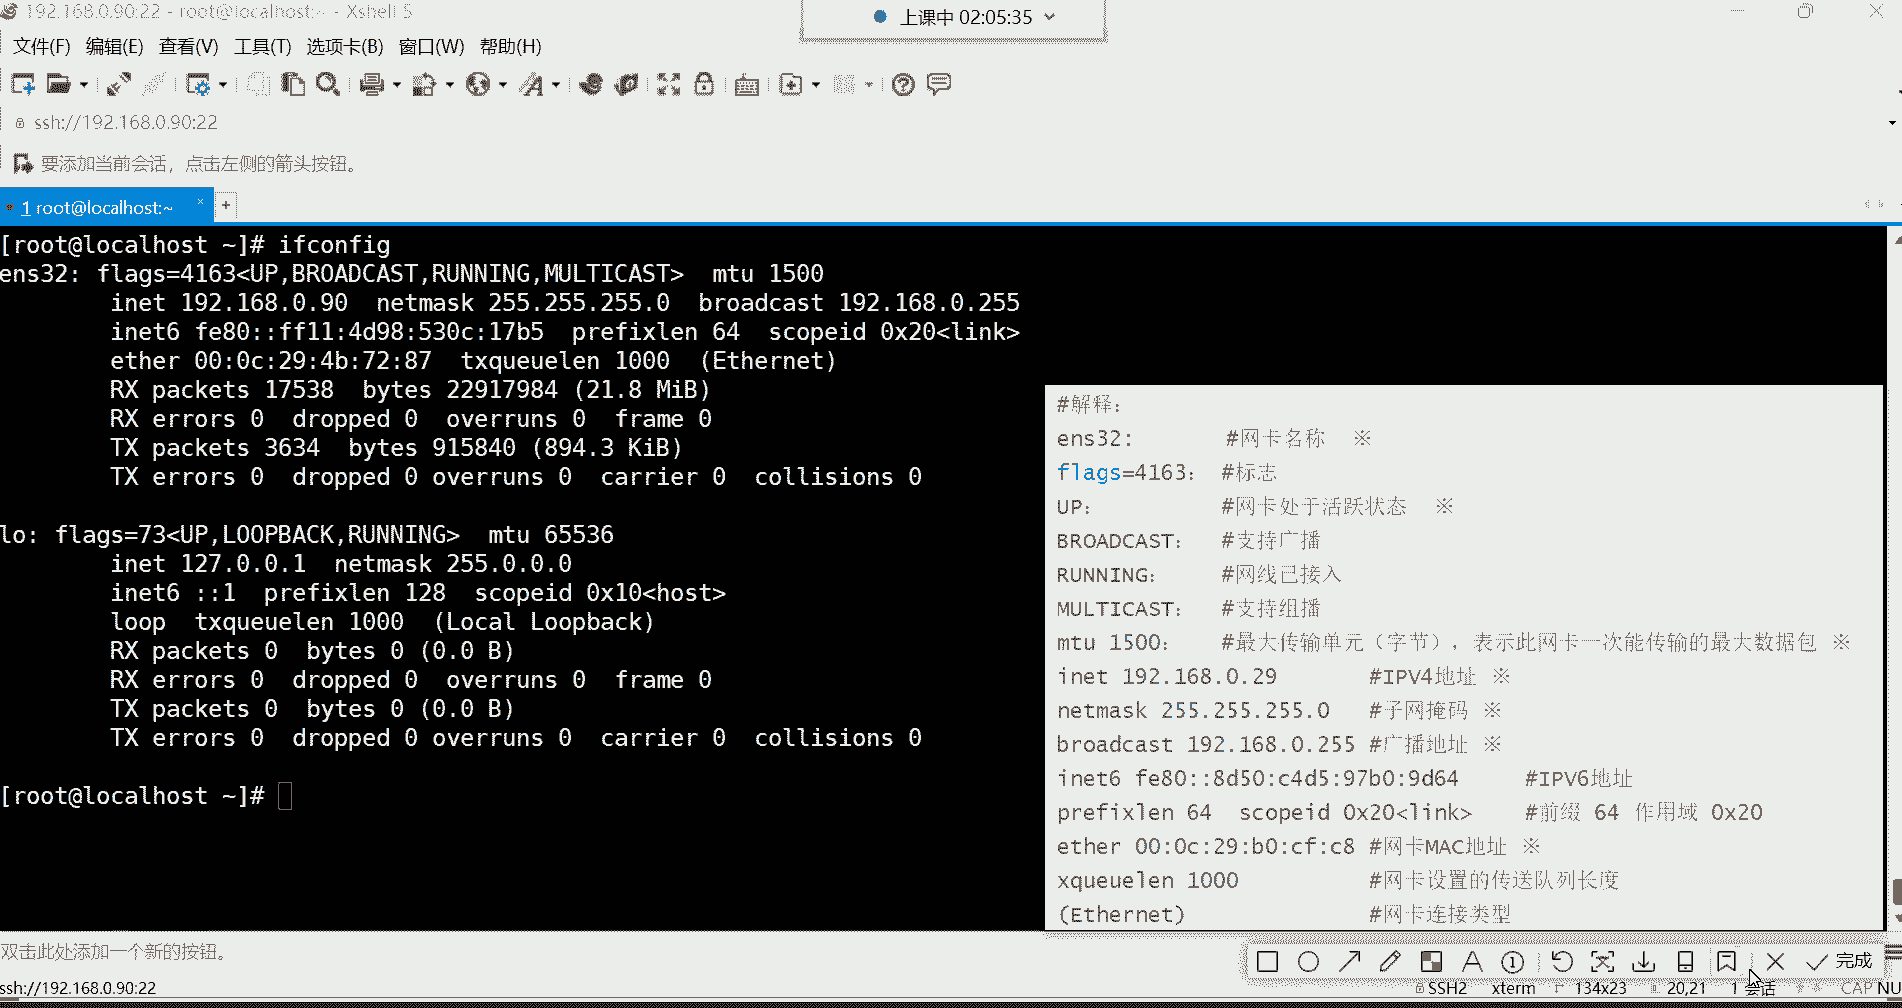 192.168.0.90:22 - root@localhost:~ - Xshell 5
上课中 02:05:35
文件(F) 编辑(E) 查看(V) 工具(T) 选项卡(B) 窗口(W) 帮助(H)
ssh://192.168.0.90:22
要添加当前会话，点击左侧的箭头按钮。
1 root@localhost:~ × +
[root@localhost ~]# ifconfig
ens32: flags=4163<UP,BROADCAST,RUNNING,MULTICAST>  mtu 1500
inet 192.168.0.90  netmask 255.255.255.0  broadcast 192.168.0.255
inet6 fe80::ff11:4d98:530c:17b5  prefixlen 64  scopeid 0x20<link>
ether 00:0c:29:4b:72:87  txqueuelen 1000  (Ethernet)
RX packets 17538  bytes 22917984 (21.8 MiB)
RX errors 0  dropped 0  overruns 0  frame 0
TX packets 3634  bytes 915840 (894.3 KiB)
TX errors 0  dropped 0 overruns 0  carrier 0  collisions 0
lo: flags=73<UP,LOOPBACK,RUNNING>  mtu 65536
inet 127.0.0.1  netmask 255.0.0.0
inet6 ::1  prefixlen 128  scopeid 0x10<host>
loop  txqueuelen 1000  (Local Loopback)
RX packets 0  bytes 0 (0.0 B)
RX errors 0  dropped 0  overruns 0  frame 0
TX packets 0  bytes 0 (0.0 B)
TX errors 0  dropped 0 overruns 0  carrier 0  collisions 0
[root@localhost ~]#
#解释：
ens32: #网卡名称 ※
flags=4163： #标志
UP： #网卡处于活跃状态 ※
BROADCAST： #支持广播
RUNNING： #网线已接入
MULTICAST： #支持组播
mtu 1500： #最大传输单元（字节），表示此网卡一次能传输的最大数据包 ※
inet 192.168.0.29 #IPV4地址 ※
netmask 255.255.255.0 #子网掩码 ※
broadcast 192.168.0.255 #广播地址 ※
inet6 fe80::8d50:c4d5:97b0:9d64 #IPV6地址
prefixlen 64  scopeid 0x20<link> #前缀 64 作用域 0x20
ether 00:0c:29:b0:cf:c8 #网卡MAC地址 ※
xqueuelen 1000 #网卡设置的传送队列长度
(Ethernet) #网卡连接类型
双击此处添加一个新的按钮。
完成
ssh://192.168.0.90:22 SSH2 xterm 134x23 20,21 1 会话 CAP NU